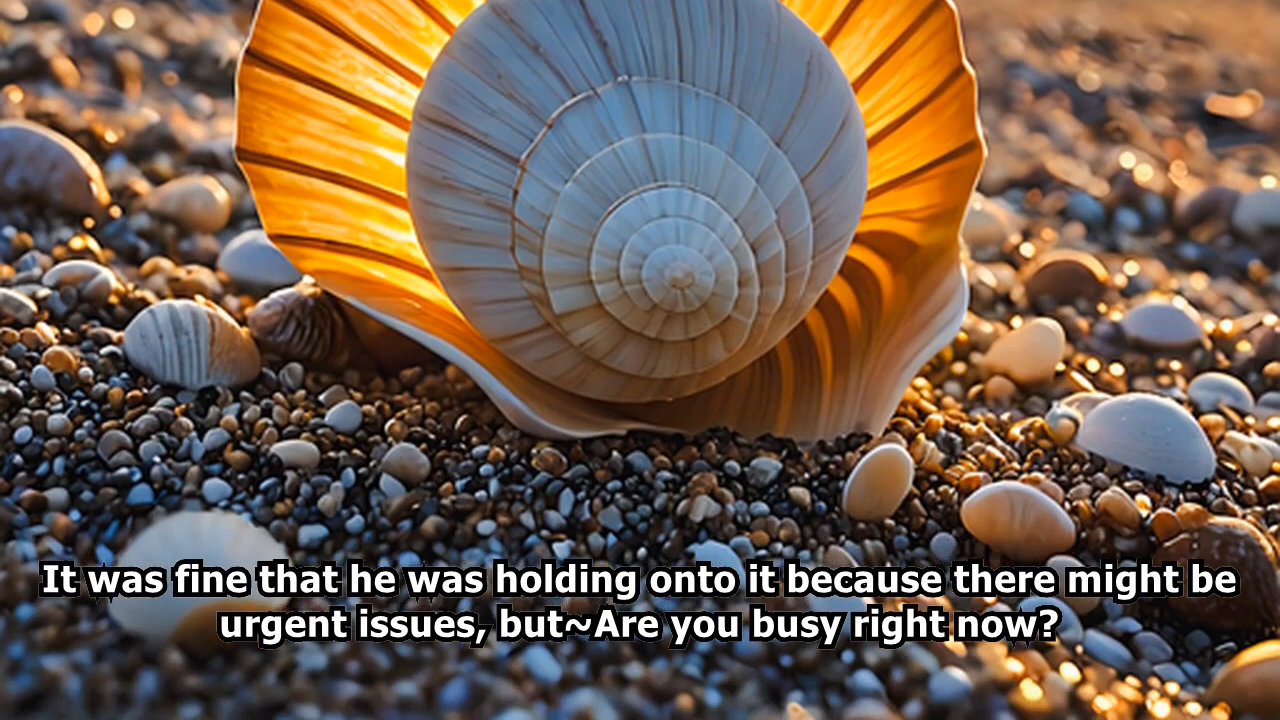 It was fine that he was holding onto it because there might be
urgent issues, but~Are you busy right now?